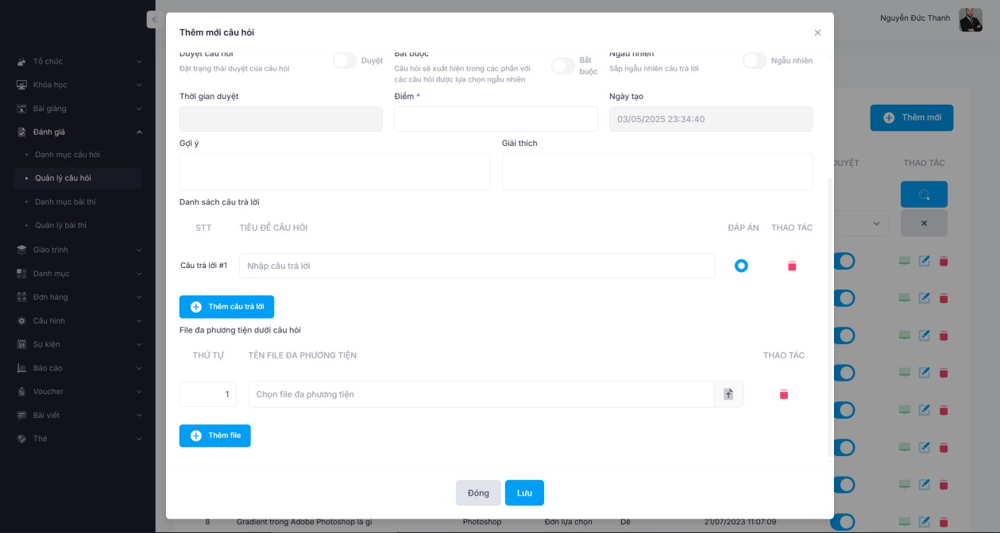 Nguyễn Đức Thanh
Thêm mới câu hỏi
Tổ chức
Khóa học
Bài giảng
Đánh giá
Danh mục câu hỏi
Quản lý câu hỏi
Danh mục bài thi
Quản lý bài thi
Giáo trình
Danh mục
Đơn hàng
Cấu hình
Sự kiện
Báo cáo
Voucher
Bài viết
Thẻ
Duyệt câu hỏi
Đặt trạng thái duyệt của câu hỏi
Duyệt
Bắt buộc
Câu hỏi sẽ xuất hiện trong các phần với
các câu hỏi được lựa chọn ngẫu nhiên
Bắt
buộc
Ngẫu nhiên
Sắp ngẫu nhiên câu trả lời
Ngẫu nhiên
Thời gian duyệt
Điểm *
Ngày tạo
03/05/2025 23:34:40
Gợi ý
Giải thích
Danh sách câu trả lời
STT TIÊU ĐỀ CÂU HỎI ĐÁP ÁN THAO TÁC
Câu trả lời #1 Nhập câu trả lời
Thêm câu trả lời
File đa phương tiện dưới câu hỏi
THỨ TỰ TÊN FILE ĐA PHƯƠNG TIỆN THAO TÁC
1 Chọn file đa phương tiện
Thêm file
Đóng Lưu
Thêm mới
DUYỆT THAO TÁC
8 Gradient trong Adobe Photoshop là gì Photoshop Đơn lựa chọn Dễ 21/07/2023 11:07:09